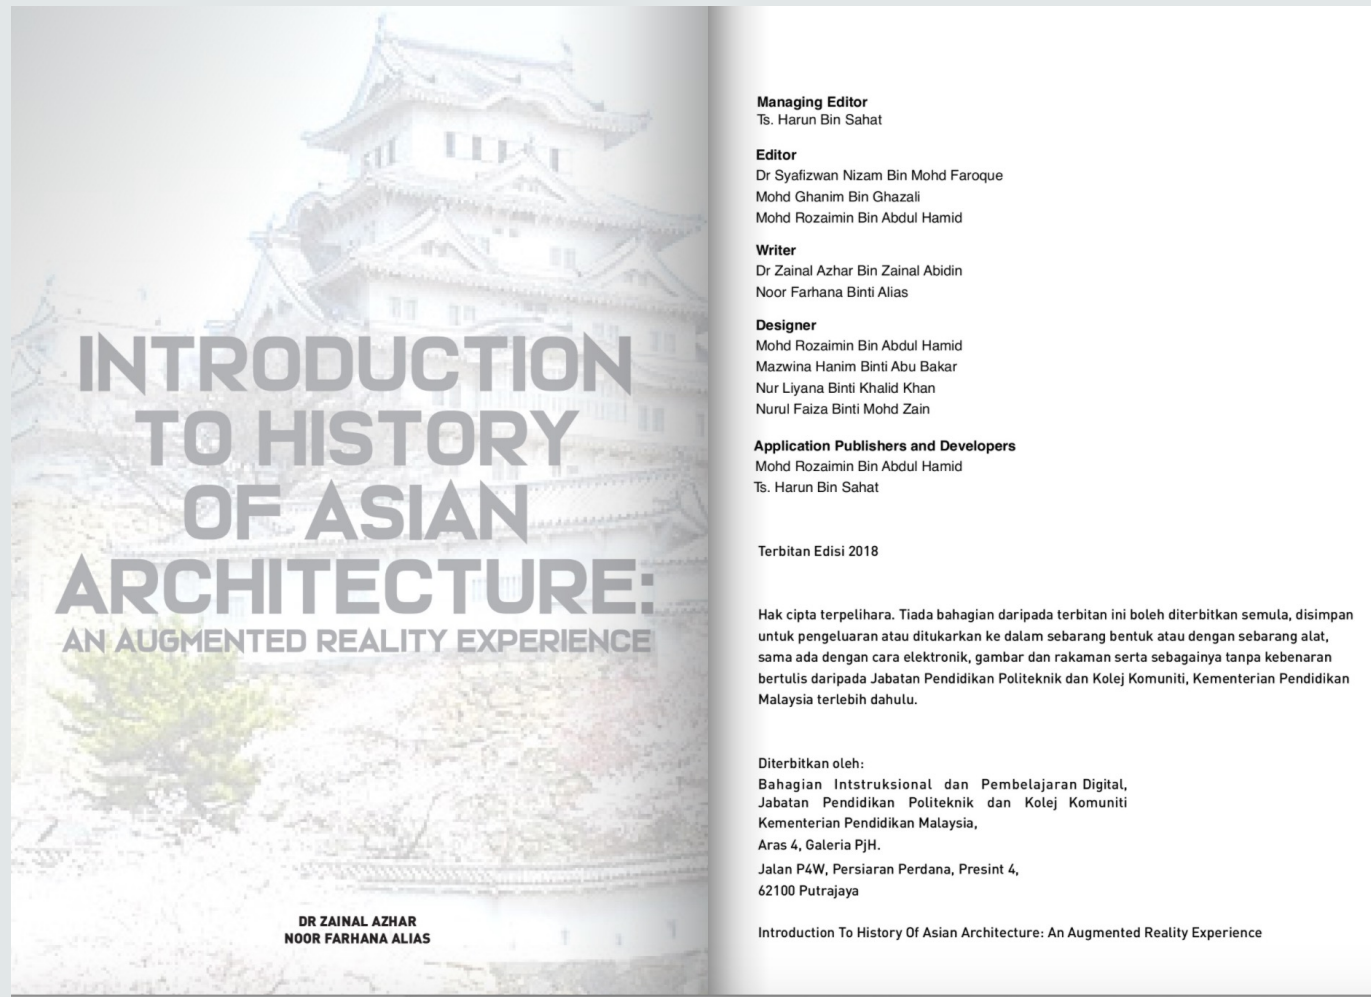 INTRODUCTION
TO HISTORY
OF ASIAN
ARCHITECTURE:
AN AUGMENTED REALITY EXPERIENCE
DR ZAINAL AZHAR
NOOR FARHANA ALIAS
Managing Editor
Ts. Harun Bin Sahat
Editor
Dr Syafizwan Nizam Bin Mohd Faroque
Mohd Ghanim Bin Ghazali
Mohd Rozaimin Bin Abdul Hamid
Writer
Dr Zainal Azhar Bin Zainal Abidin
Noor Farhana Binti Alias
Designer
Mohd Rozaimin Bin Abdul Hamid
Mazwina Hanim Binti Abu Bakar
Nur Liyana Binti Khalid Khan
Nurul Faiza Binti Mohd Zain
Application Publishers and Developers
Mohd Rozaimin Bin Abdul Hamid
Ts. Harun Bin Sahat
Terbitan Edisi 2018
Hak cipta terpelihara. Tiada bahagian daripada terbitan ini boleh diterbitkan semula, disimpan
untuk pengeluaran atau ditukarkan ke dalam sebarang bentuk atau dengan sebarang alat,
sama ada dengan cara elektronik, gambar dan rakaman serta sebagainya tanpa kebenaran
bertulis daripada Jabatan Pendidikan Politeknik dan Kolej Komuniti, Kementerian Pendidikan
Malaysia terlebih dahulu.
Diterbitkan oleh:
Bahagian Intstruksional dan Pembelajaran Digital,
Jabatan Pendidikan Politeknik dan Kolej Komuniti
Kementerian Pendidikan Malaysia,
Aras 4, Galeria PjH.
Jalan P4W, Persiaran Perdana, Presint 4,
62100 Putrajaya
Introduction To History Of Asian Architecture: An Augmented Reality Experience